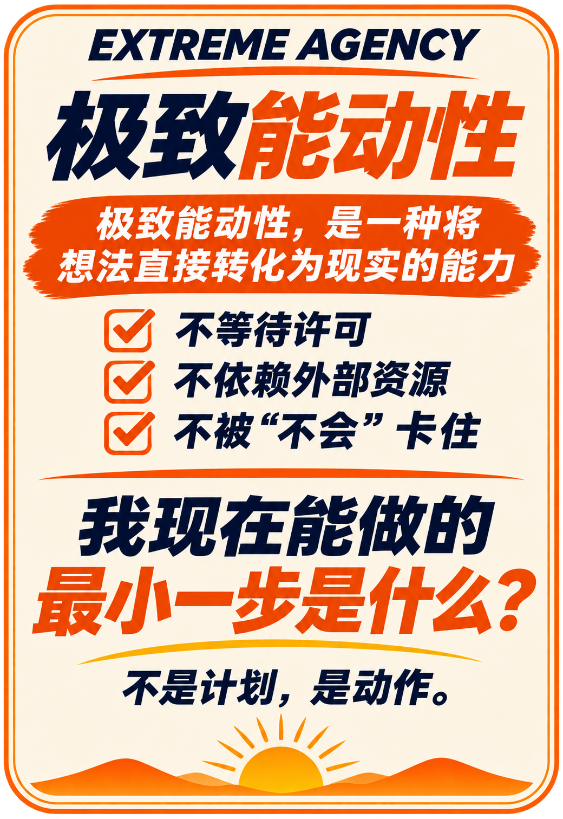 EXTREME AGENCY
极致能动性
极致能动性，是一种将
想法直接转化为现实的能力
不等待许可
不依赖外部资源
不被“不会”卡住
我现在能做的
最小一步是什么？
不是计划，是动作。